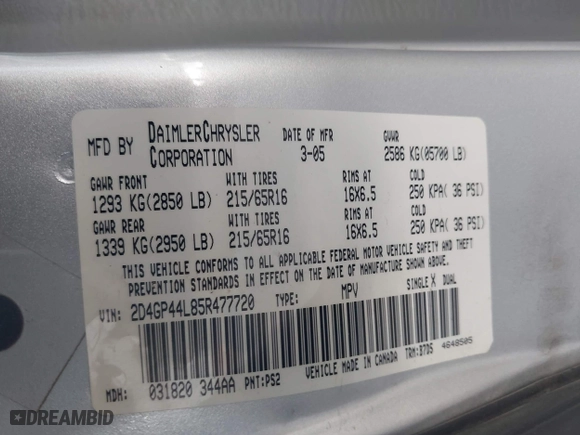 MFD BY DAIMLERCHRYSLER CORPORATION
DATE OF MFR 3-05
GVWR 2586 KG(05700 LB)
GAWR FRONT WITH TIRES RIMS AT COLD
1293 KG(2850 LB) 215/65R16 16X6.5 250 KPA( 36 PSI)
GAWR REAR WITH TIRES RIMS AT COLD
1339 KG(2950 LB) 215/65R16 16X6.5 250 KPA( 36 PSI)
THIS VEHICLE CONFORMS TO ALL APPLICABLE FEDERAL MOTOR VEHICLE SAFETY AND THEFT
PREVENTION STANDARDS IN EFFECT ON THE DATE OF MANUFACTURE SHOWN ABOVE.
VIN: 2D4GP44L85R477720 TYPE: MPV SINGLE X DUAL
MDH: 031820 344AA PNT:PS2 VEHICLE MADE IN CANADA TRM:B7D5 4648505
DREAMBID